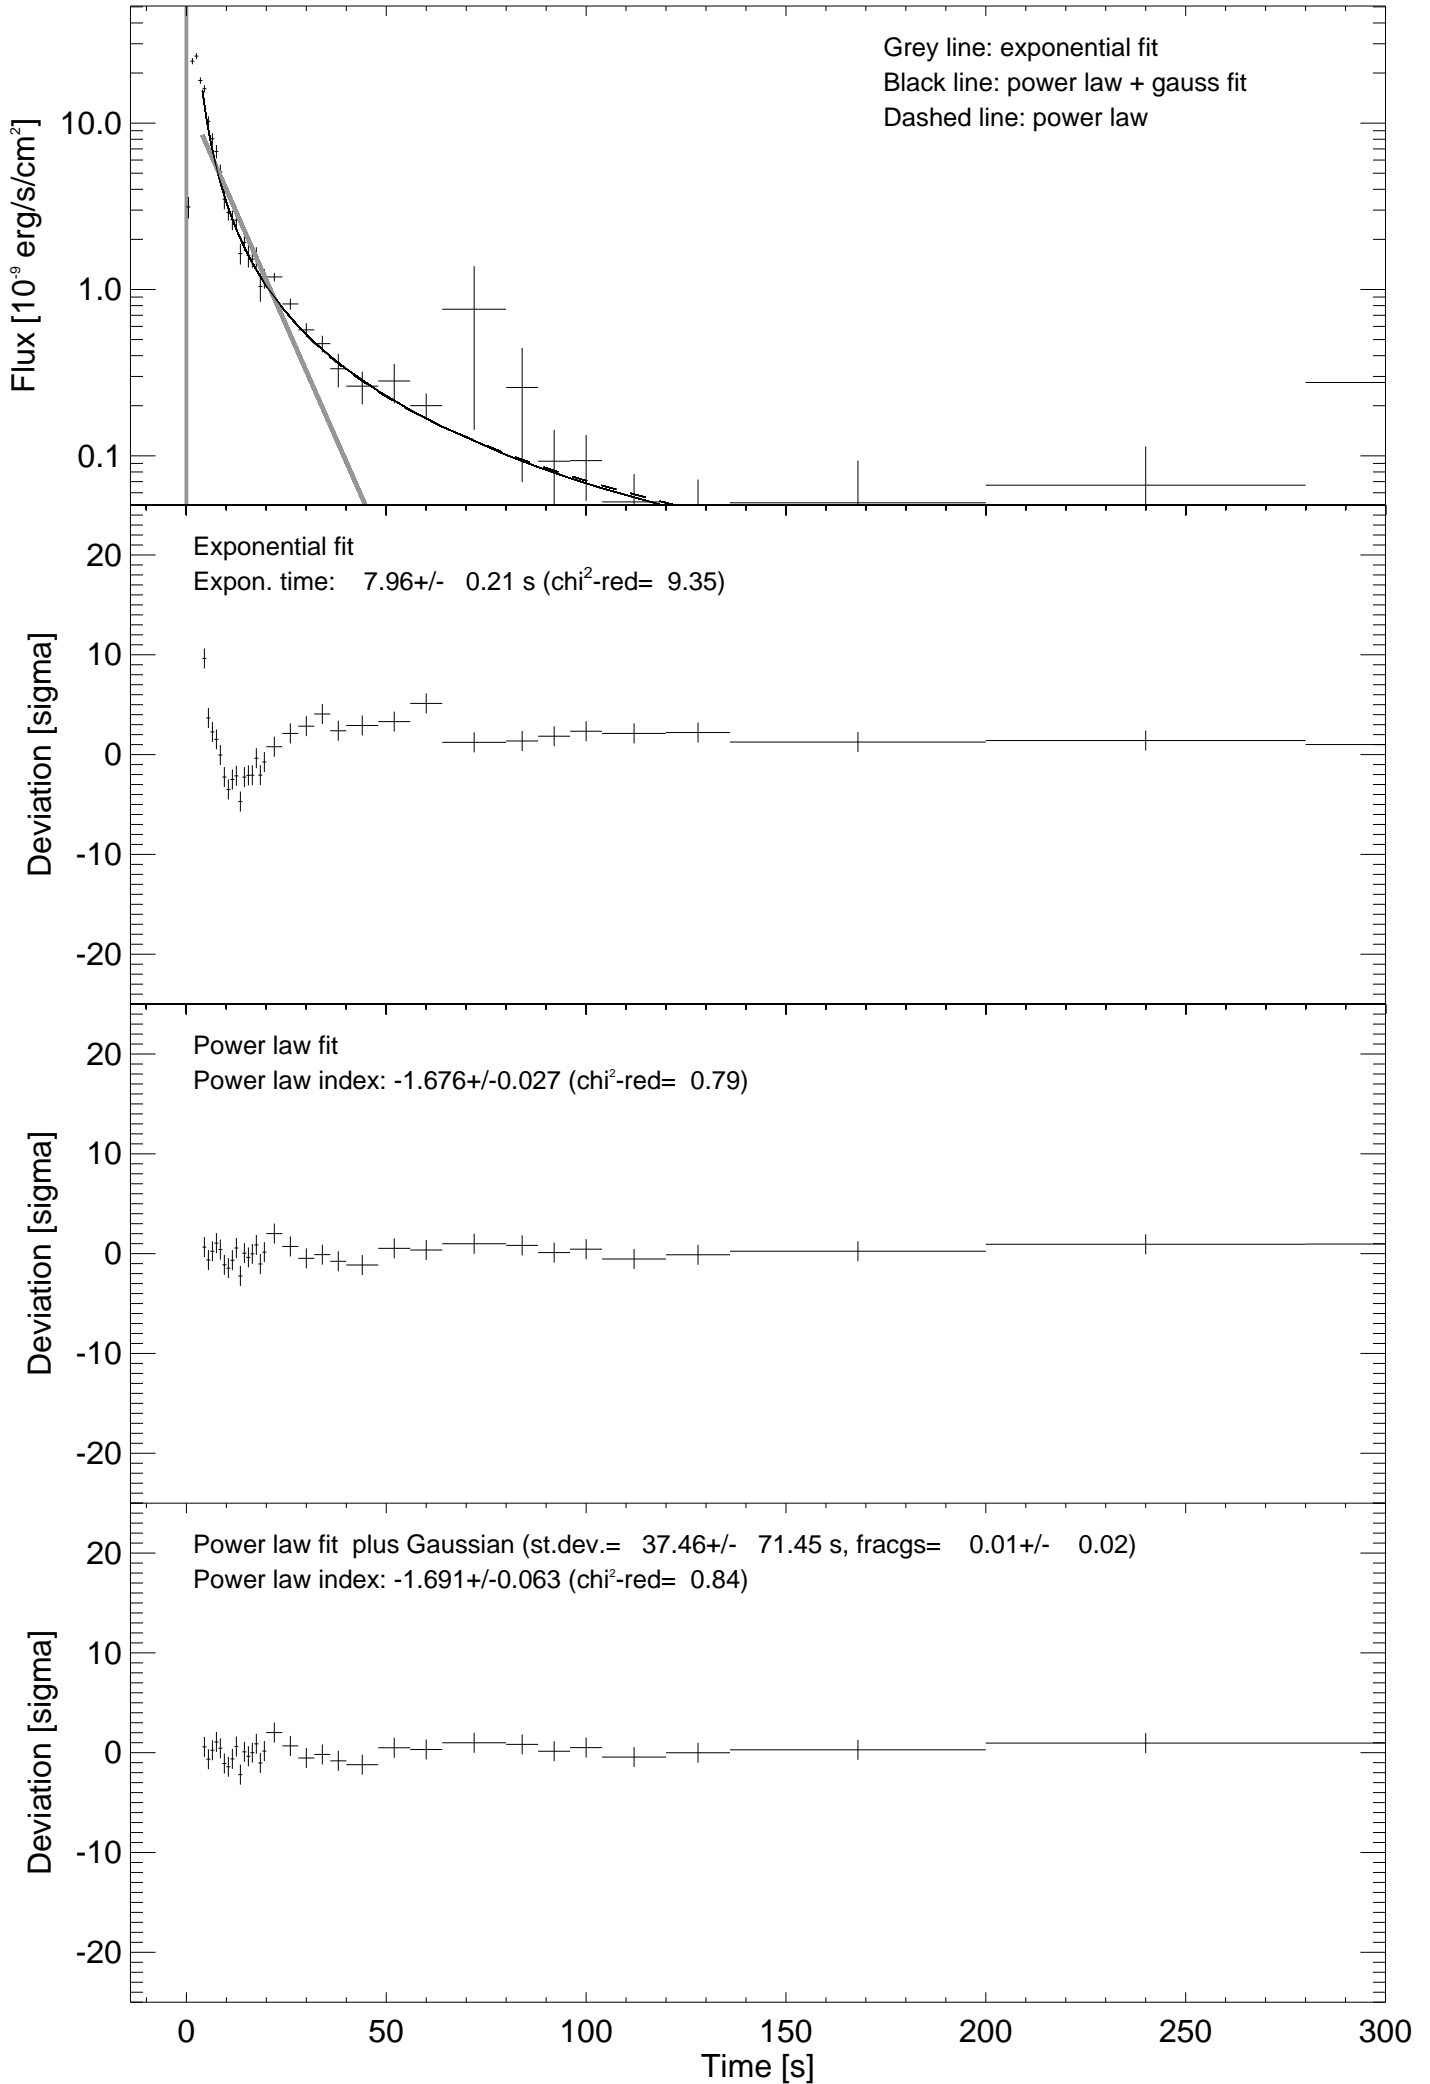 Grey line: exponential fit
Black line: power law + gauss fit
Dashed line: power law
Flux [10⁻⁹ erg/s/cm²]
10.0
1.0
0.1
Exponential fit
Expon. time: 7.96+/- 0.21 s (chi²-red= 9.35)
Deviation [sigma]
20
10
0
-10
-20
Power law fit
Power law index: -1.676+/-0.027 (chi²-red= 0.79)
Deviation [sigma]
20
10
0
-10
-20
Power law fit plus Gaussian (st.dev.= 37.46+/- 71.45 s, fracgs= 0.01+/- 0.02)
Power law index: -1.691+/-0.063 (chi²-red= 0.84)
Deviation [sigma]
20
10
0
-10
-20
0 50 100 150 200 250 300
Time [s]